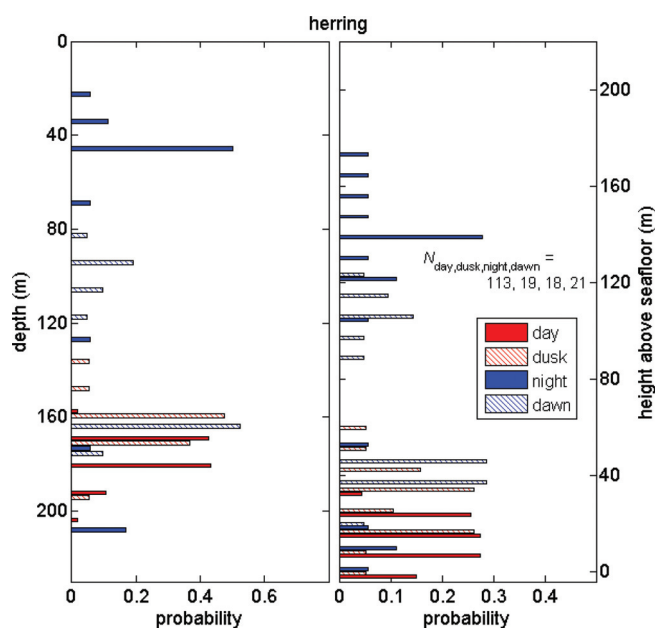 herring
0
40
80
120
160
200
depth (m)
0 0.2 0.4 0.6
probability
N day,dusk,night,dawn =
113, 19, 18, 21
day
dusk
night
dawn
200
160
120
80
40
0
height above seafloor (m)
0 0.1 0.2 0.3 0.4
probability